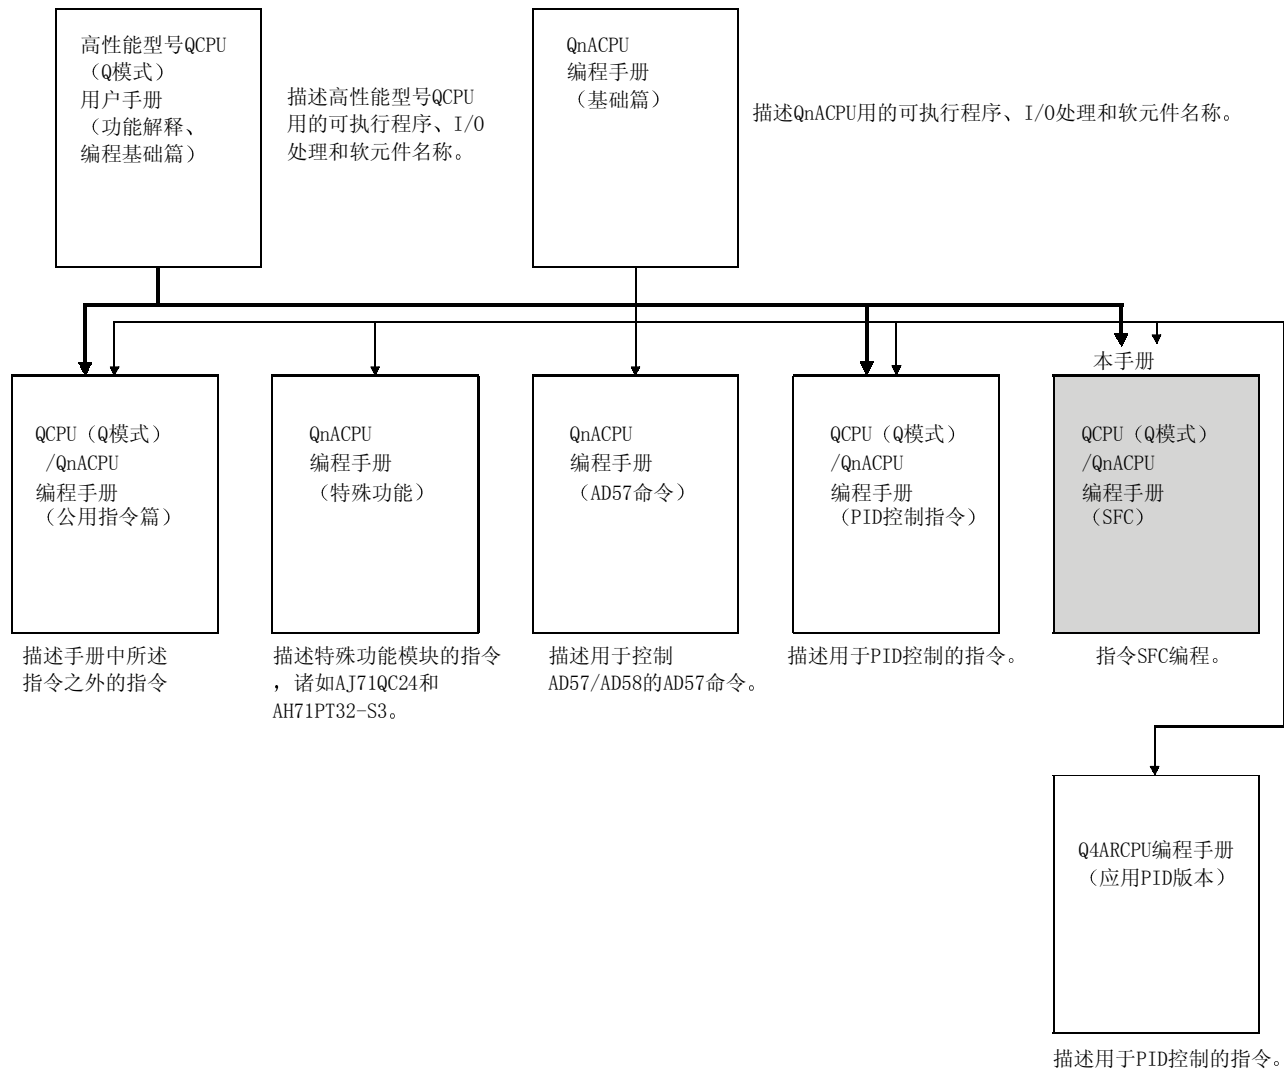 高性能型号QCPU
（Q模式）
用户手册
（功能解释、
编程基础篇）
描述高性能型号QCPU
用的可执行程序、I/O
处理和软元件名称。
QnACPU
编程手册
（基础篇）
描述QnACPU用的可执行程序、I/O处理和软元件名称。
本手册
QCPU（Q模式）
/QnACPU
编程手册
（公用指令篇）
描述手册中所述
指令之外的指令
QnACPU
编程手册
（特殊功能）
描述特殊功能模块的指令
，诸如AJ71QC24和
AH71PT32-S3。
QnACPU
编程手册
（AD57命令）
描述用于控制
AD57/AD58的AD57命令。
QCPU（Q模式）
/QnACPU
编程手册
（PID控制指令）
描述用于PID控制的指令。
QCPU（Q模式）
/QnACPU
编程手册
（SFC）
指令SFC编程。
Q4ARCPU编程手册
（应用PID版本）
描述用于PID控制的指令。